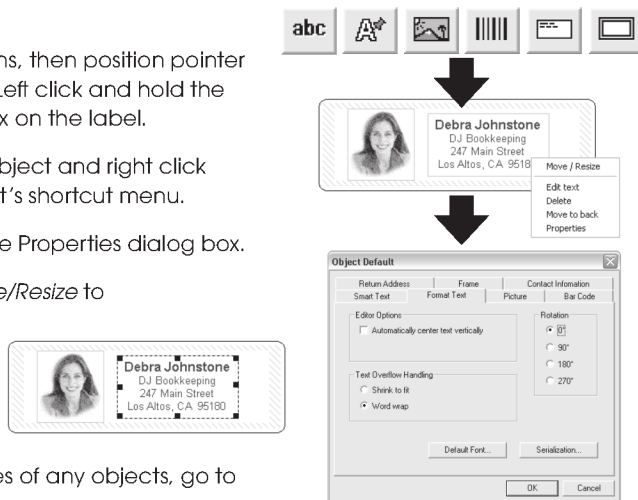 abc
ns, then position pointer
Left click and hold the
x on the label.
bject and right click
t's shortcut menu.
e Properties dialog box.
e/Resize to
Debra Johnstone
DJ Bookkeeping
247 Main Street
Los Altos, CA 95180
es of any objects, go to
Debra Johnstone
DJ Bookkeeping
247 Main Street
Los Altos, CA 9518
Move / Resize
Edit text
Delete
Move to back
Properties
Object Default
Return Address Frame Contact Infomation
Smart Text Format Text Picture Bar Code
Editor Options
Automatically center text vertically
Text Overflow Handling
Shrink to fit
Word wrap
Rotation
0°
90°
180°
270°
Default Font... Serialization...
OK Cancel